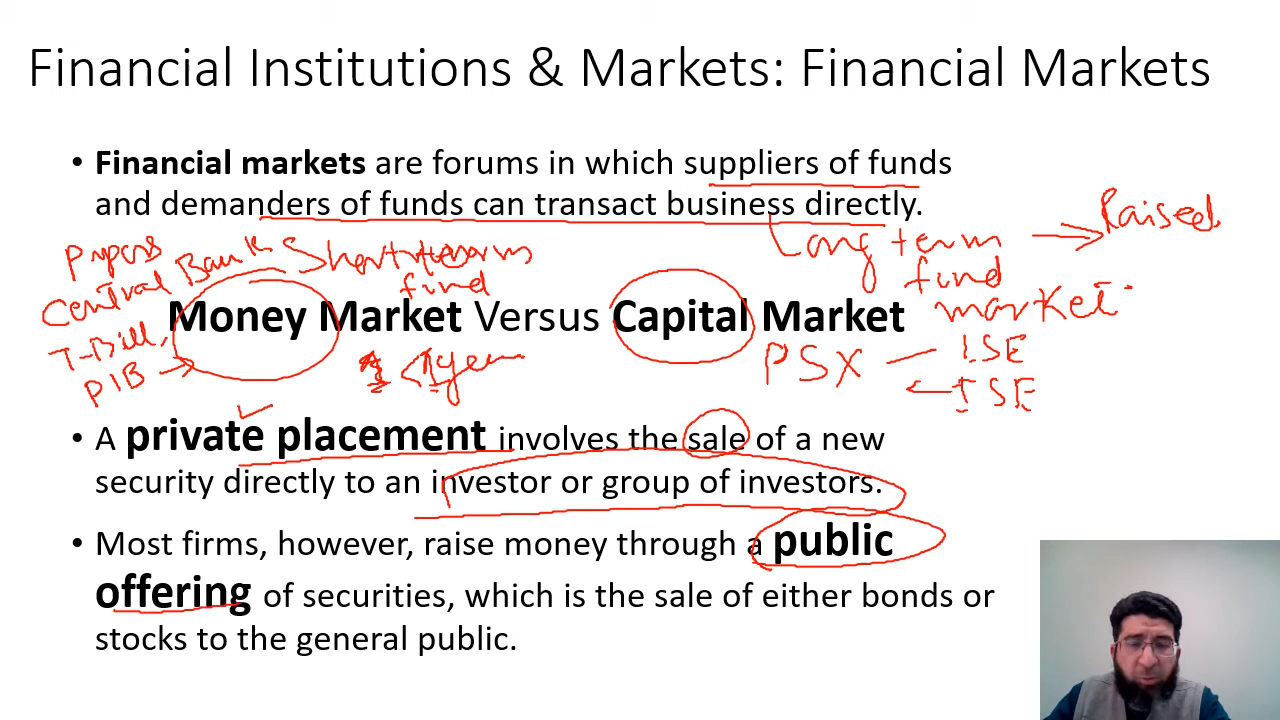 Financial Institutions & Markets: Financial Markets
• Financial markets are forums in which suppliers of funds
and demanders of funds can transact business directly.
Raised
Long term
fund
market
Papers
Central Bank
Short term
fund
Money Market Versus Capital Market
T-Bill,
PIB →
< 1 year
PSX — ISE
← ISE
• A private placement involves the sale of a new
security directly to an investor or group of investors.
• Most firms, however, raise money through a public
offering of securities, which is the sale of either bonds or
stocks to the general public.